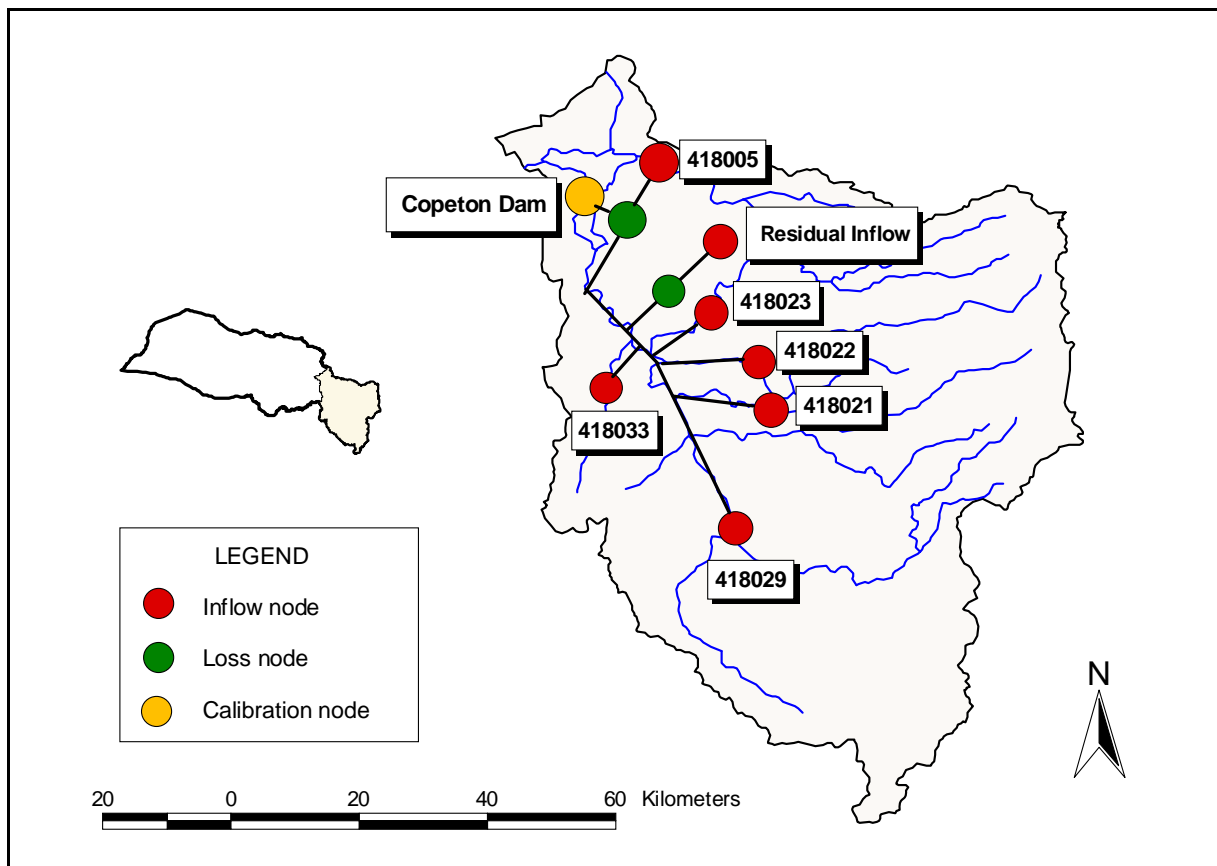 418005
Copeton Dam
Residual Inflow
418023
418022
418021
418033
418029
LEGEND
Inflow node
Loss node
Calibration node
N
20 0 20 40 60 Kilometers